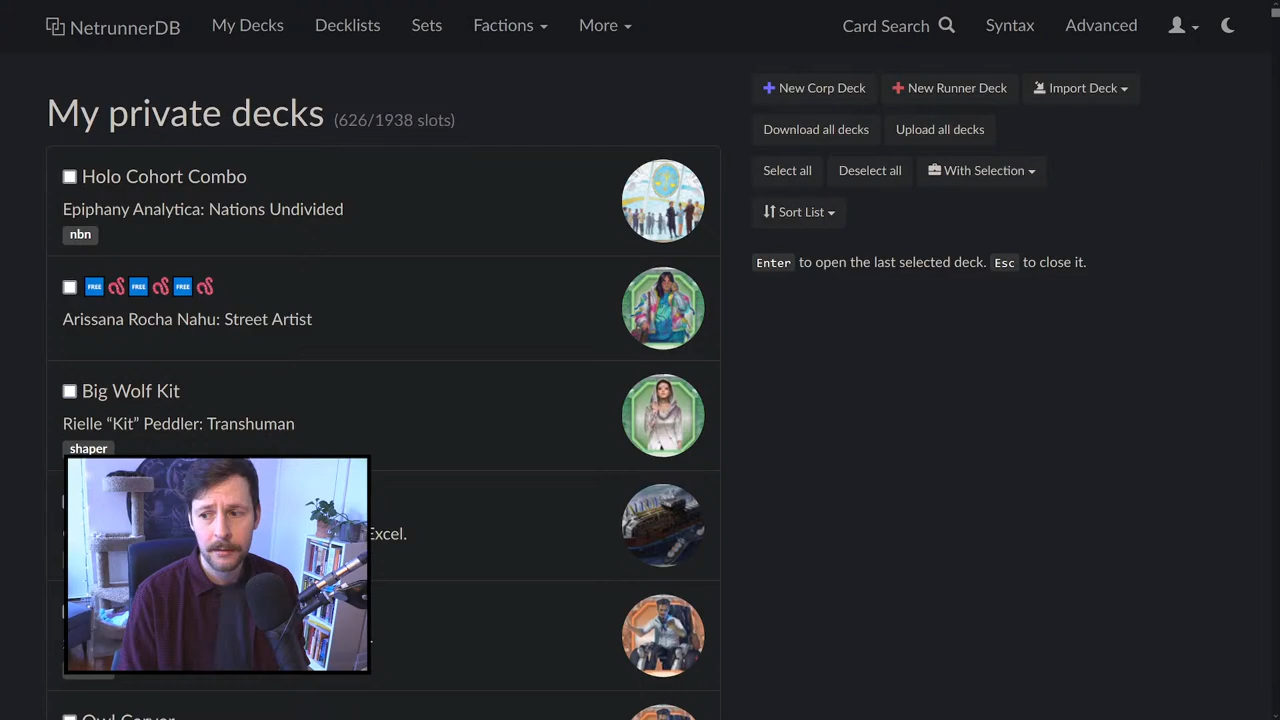 NetrunnerDB My Decks Decklists Sets Factions More Card Search Syntax Advanced
My private decks (626/1938 slots)
Holo Cohort Combo
Epiphany Analytica: Nations Undivided
nbn
FREE FREE FREE
Arissana Rocha Nahu: Street Artist
Big Wolf Kit
Rielle “Kit” Peddler: Transhuman
shaper
Excel.
Owl Carver
New Corp Deck New Runner Deck Import Deck
Download all decks Upload all decks
Select all Deselect all With Selection
Sort List
Enter to open the last selected deck. Esc to close it.